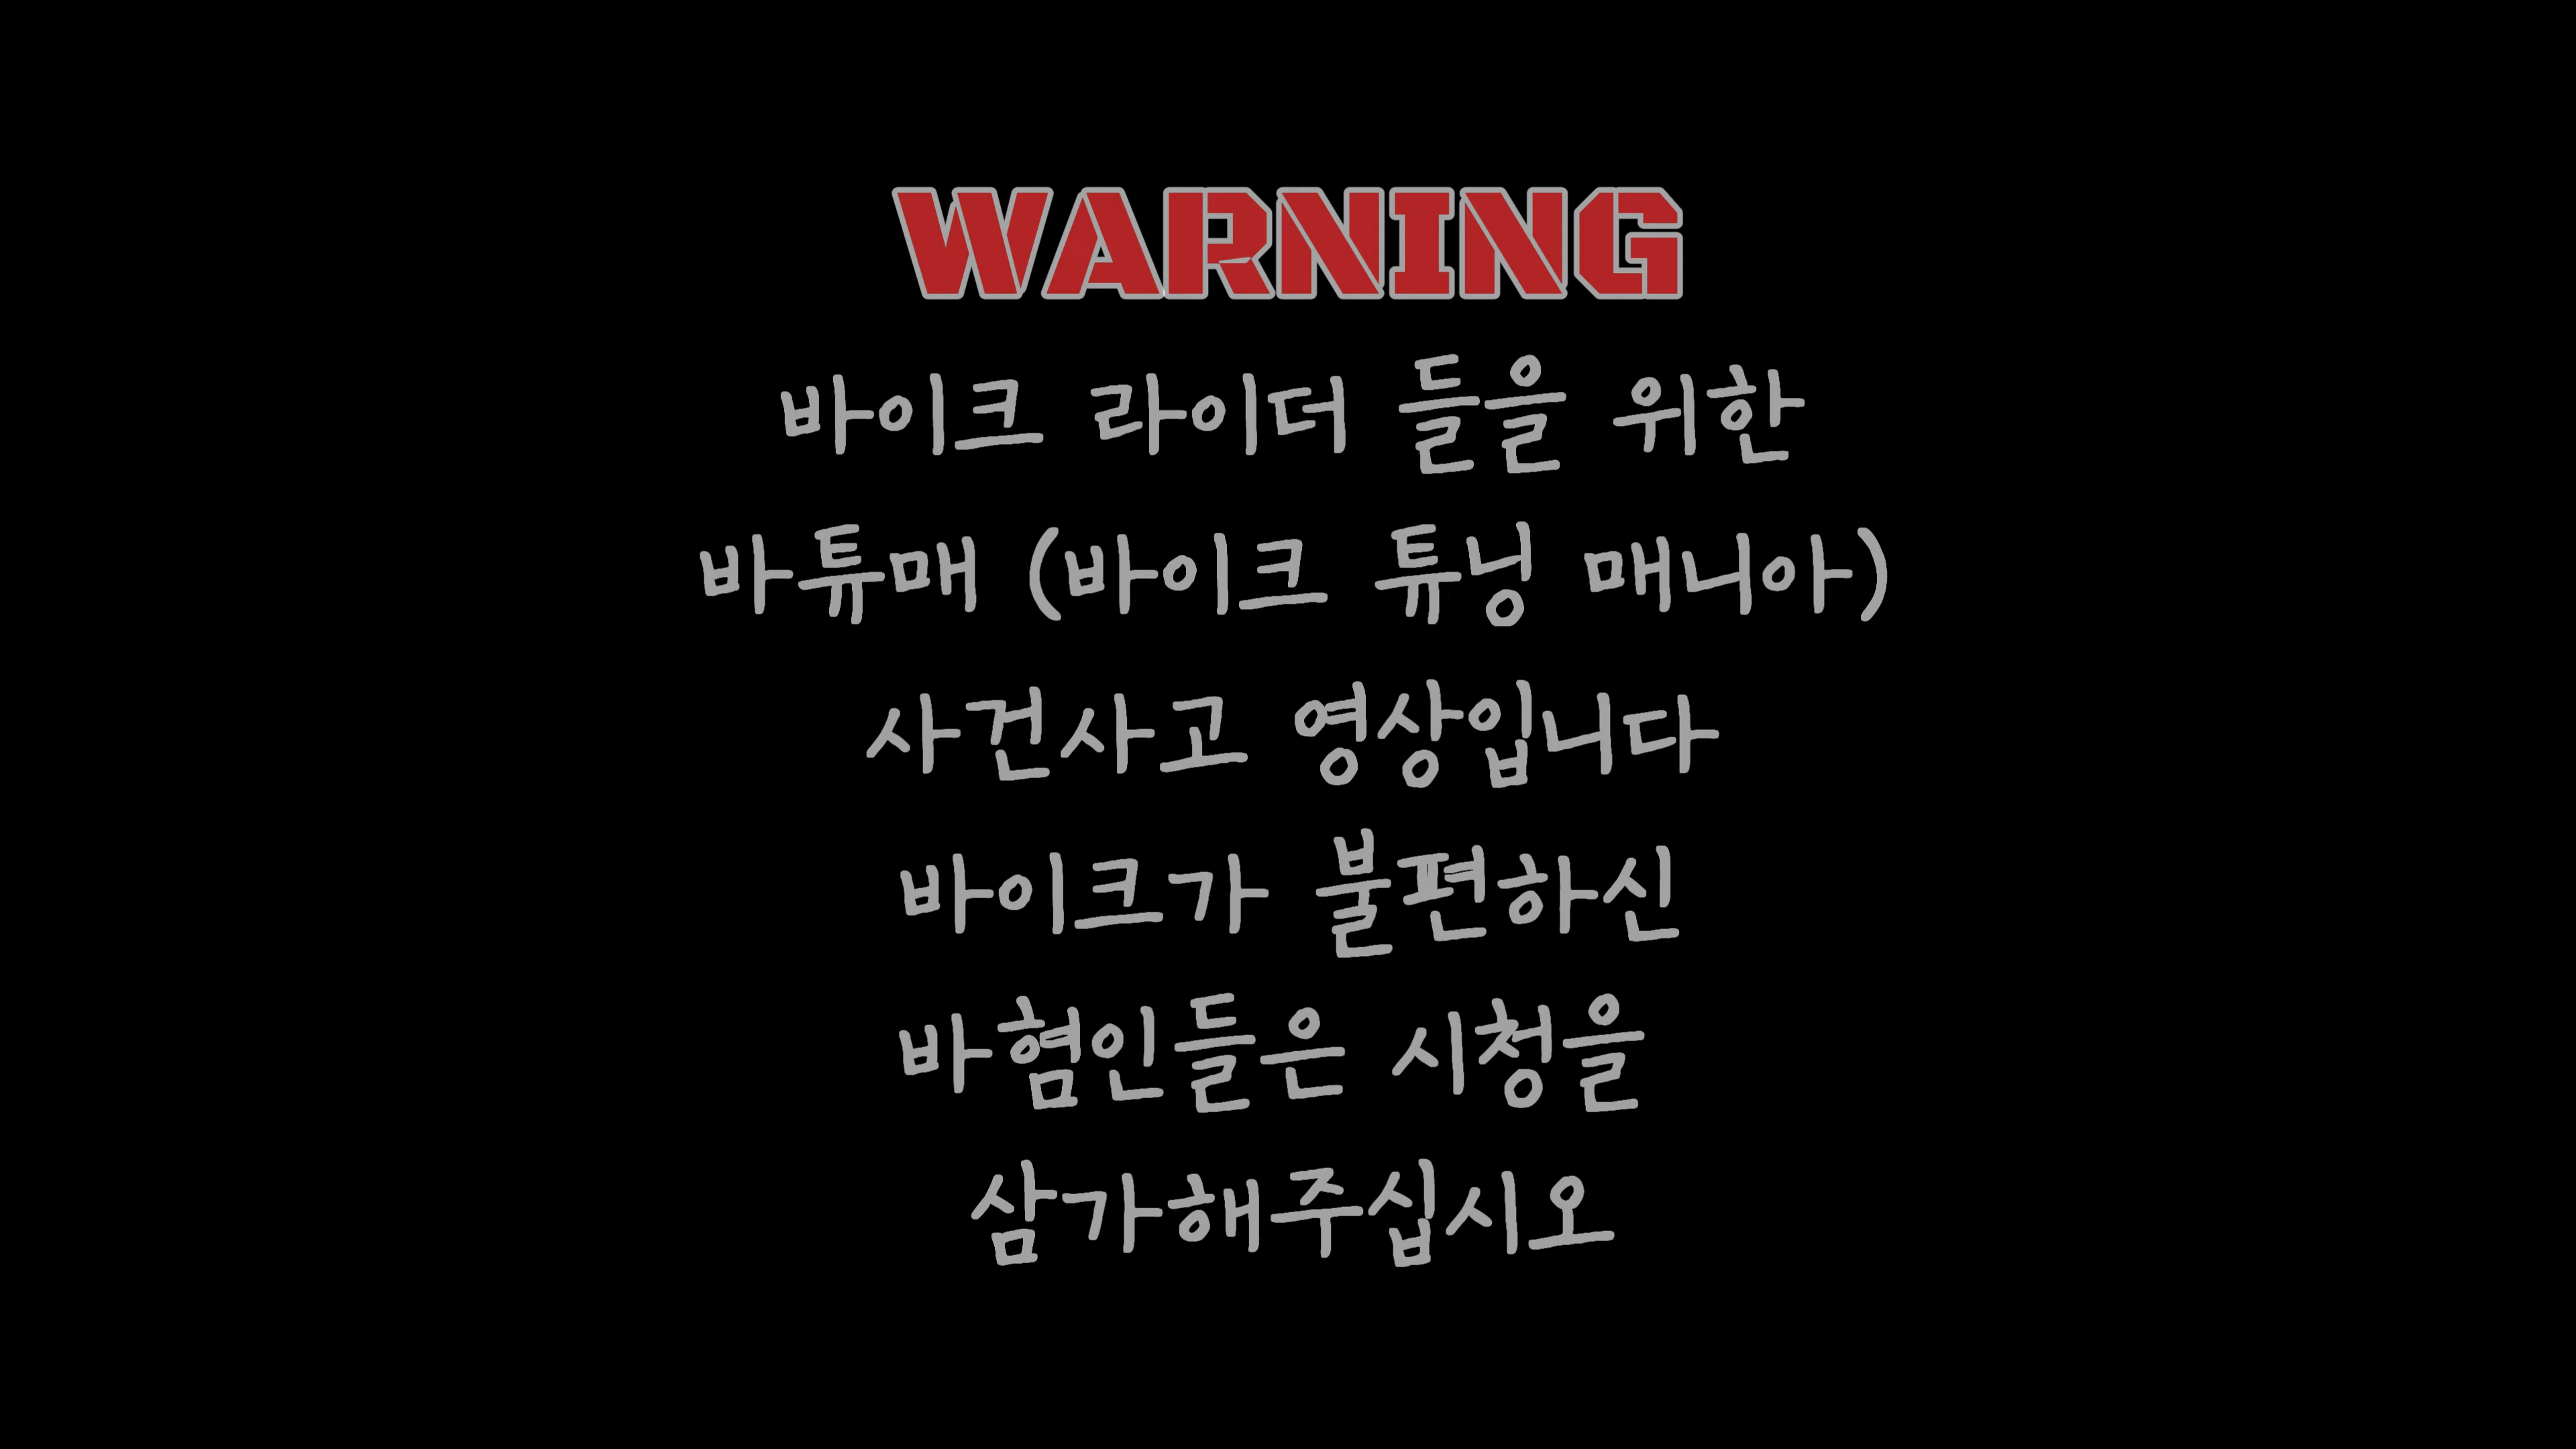 WARNING
바이크 라이더 들을 위한
바튜매 (바이크 튜닝 매니아)
사건사고 영상입니다
바이크가 불편하신
바혐인들은 시청을
삼가해주십시오